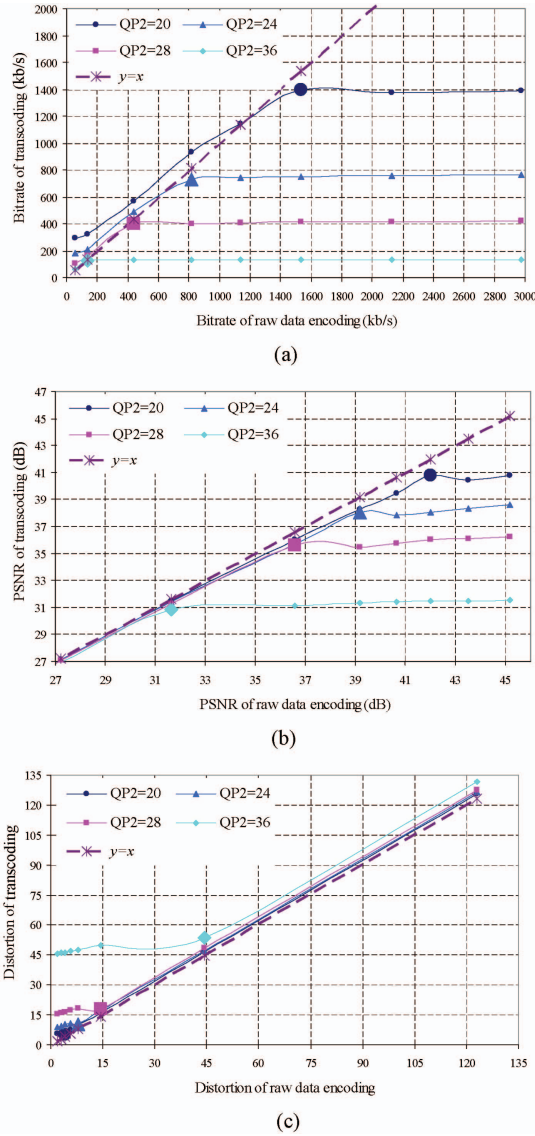 2000
1800
1600
1400
1200
1000
800
600
400
200
0
Bitrate of transcoding (kb/s)
QP2=20
QP2=24
QP2=28
QP2=36
y=x
0 200 400 600 800 1000 1200 1400 1600 1800 2000 2200 2400 2600 2800 3000
Bitrate of raw data encoding (kb/s)
(a)
47
45
43
41
39
37
35
33
31
29
27
PSNR of transcoding (dB)
QP2=20
QP2=24
QP2=28
QP2=36
y=x
27 29 31 33 35 37 39 41 43 45
PSNR of raw data encoding (dB)
(b)
135
120
105
90
75
60
45
30
15
0
Distortion of transcoding
QP2=20
QP2=24
QP2=28
QP2=36
y=x
0 15 30 45 60 75 90 105 120 135
Distortion of raw data encoding
(c)